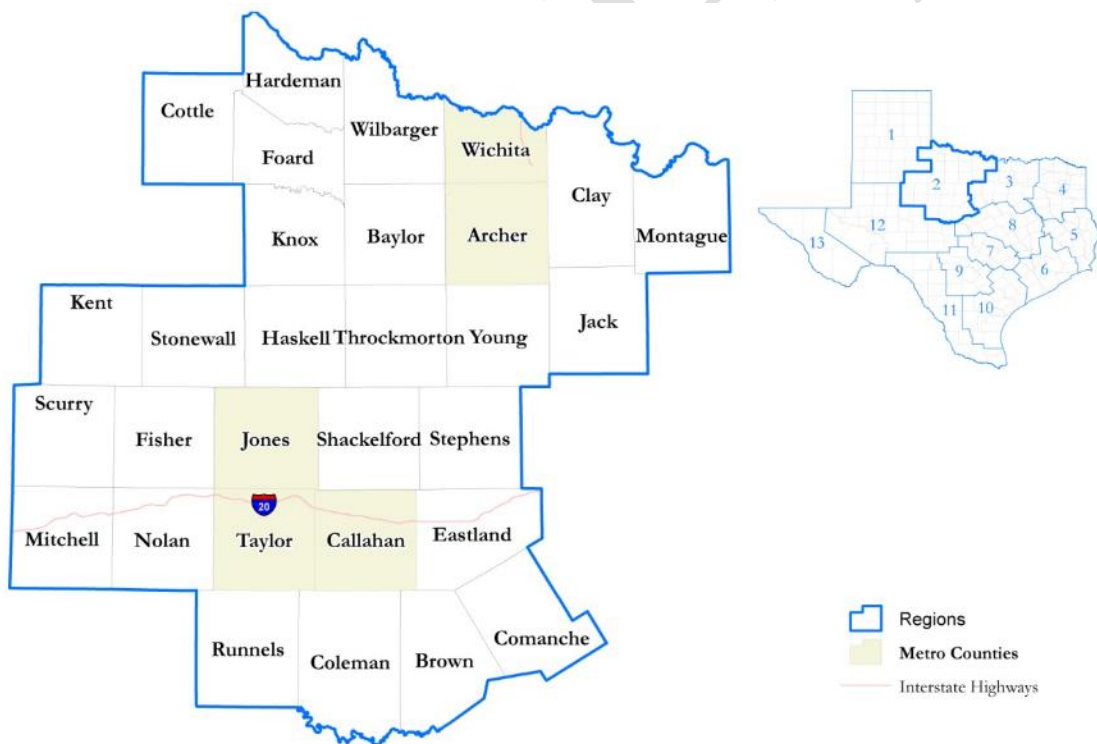 Hardeman
Cottle
Wilbarger
Wichita
Foard
Clay
Knox
Baylor
Archer
Montague
Kent
Stonewall
Haskell
Throckmorton
Young
Jack
Scurry
Fisher
Jones
Shackelford
Stephens
20
Mitchell
Nolan
Taylor
Callahan
Eastland
Runnels
Coleman
Brown
Comanche
1
2
3
4
12
8
5
13
7
9
6
11
10
Regions
Metro Counties
Interstate Highways